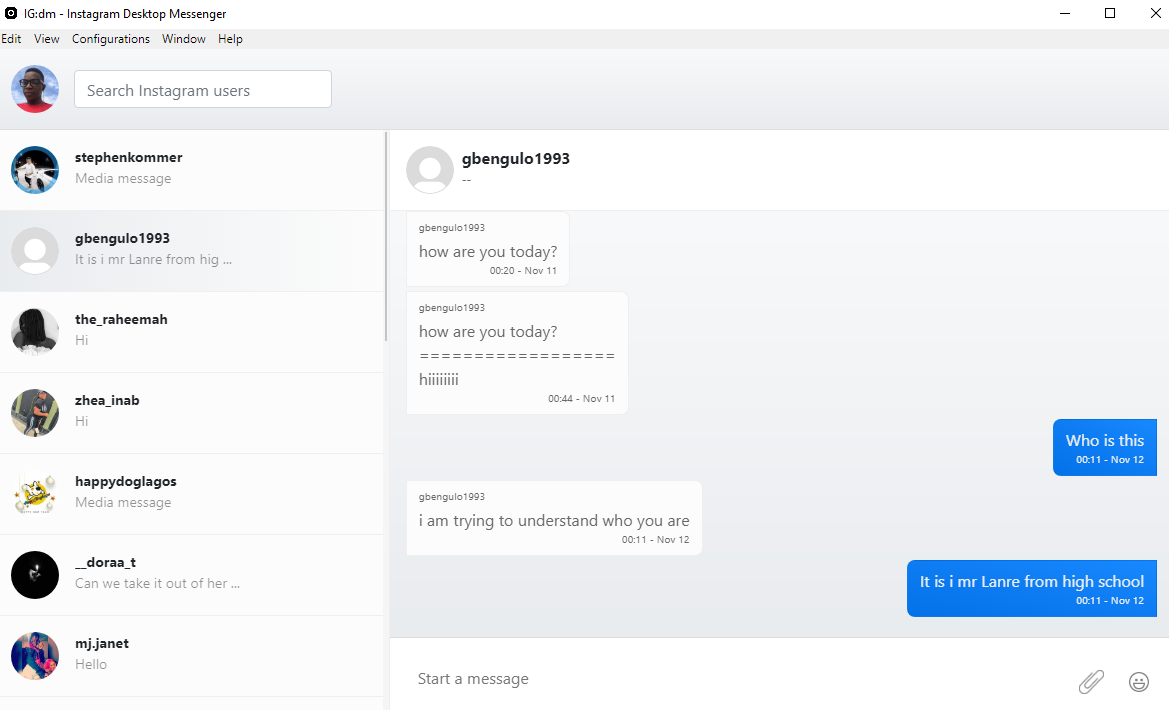 IG:dm - Instagram Desktop Messenger
Edit View Configurations Window Help
Search Instagram users
stephenkommer
Media message
gbengulo1993
It is i mr Lanre from hig ...
the_raheemah
Hi
zhea_inab
Hi
happydoglagos
Media message
__doraa_t
Can we take it out of her ...
mj.janet
Hello
gbengulo1993
--
gbengulo1993
how are you today?
00:20 - Nov 11
gbengulo1993
how are you today?
==================
hiiiiiiii
00:44 - Nov 11
Who is this
00:11 - Nov 12
gbengulo1993
i am trying to understand who you are
00:11 - Nov 12
It is i mr Lanre from high school
00:11 - Nov 12
Start a message